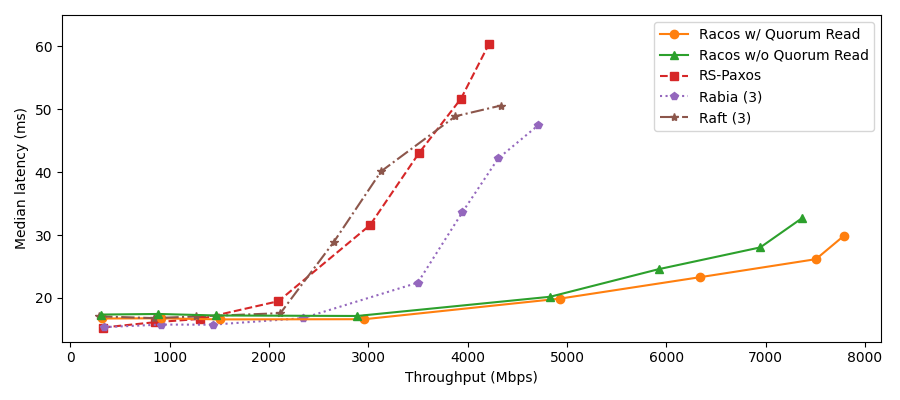 Median latency (ms)
60
50
40
30
20
0
1000
2000
3000
4000
5000
6000
7000
8000
Throughput (Mbps)
Racos w/ Quorum Read
Racos w/o Quorum Read
RS-Paxos
Rabia (3)
Raft (3)